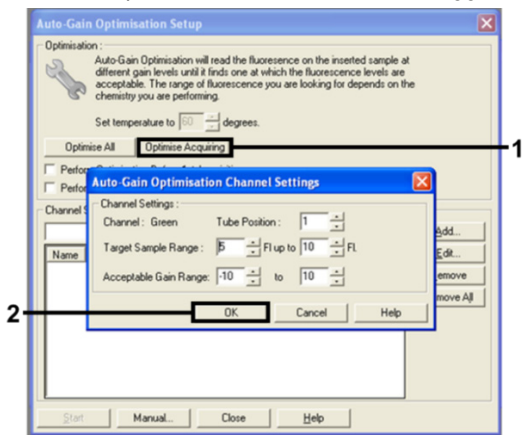 Auto-Gain Optimisation Setup
Optimisation :
Auto-Gain Optimisation will read the fluoresence on the inserted sample at
different gain levels until it finds one at which the fluorescence levels are
acceptable. The range of fluorescence you are looking for depends on the
chemistry you are performing.
Set temperature to 60 degrees.
Optimise All Optimise Acquiring
1
Auto-Gain Optimisation Channel Settings
Channel Settings :
Channel : Green Tube Position : 1
Target Sample Range : 5 Fl up to 10 Fl.
Acceptable Gain Range: -10 to 10
OK Cancel Help
2
Channel
Name
Add...
Edit...
Start Manual... Close Help